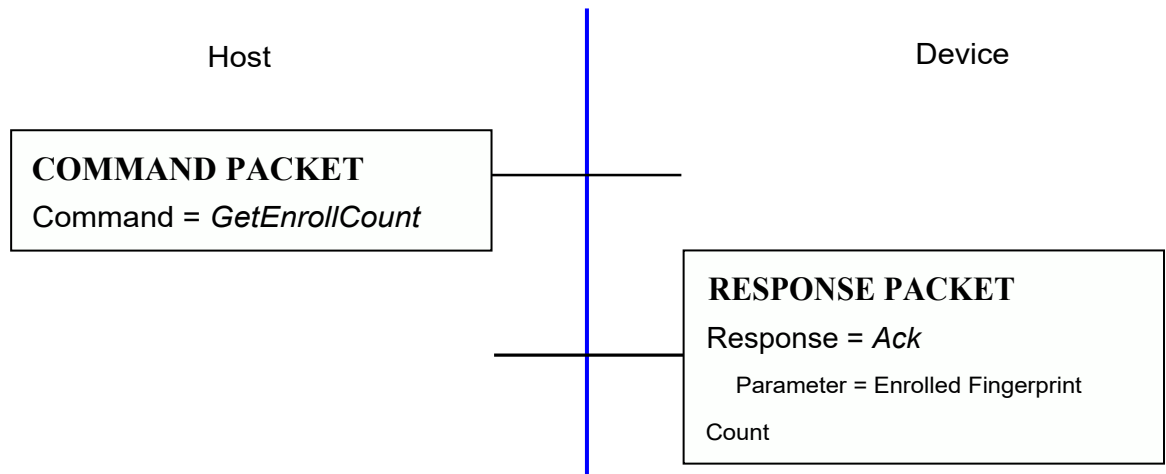 Host
Device
COMMAND PACKET
Command = GetEnrollCount
RESPONSE PACKET
Response = Ack
Parameter = Enrolled Fingerprint
Count